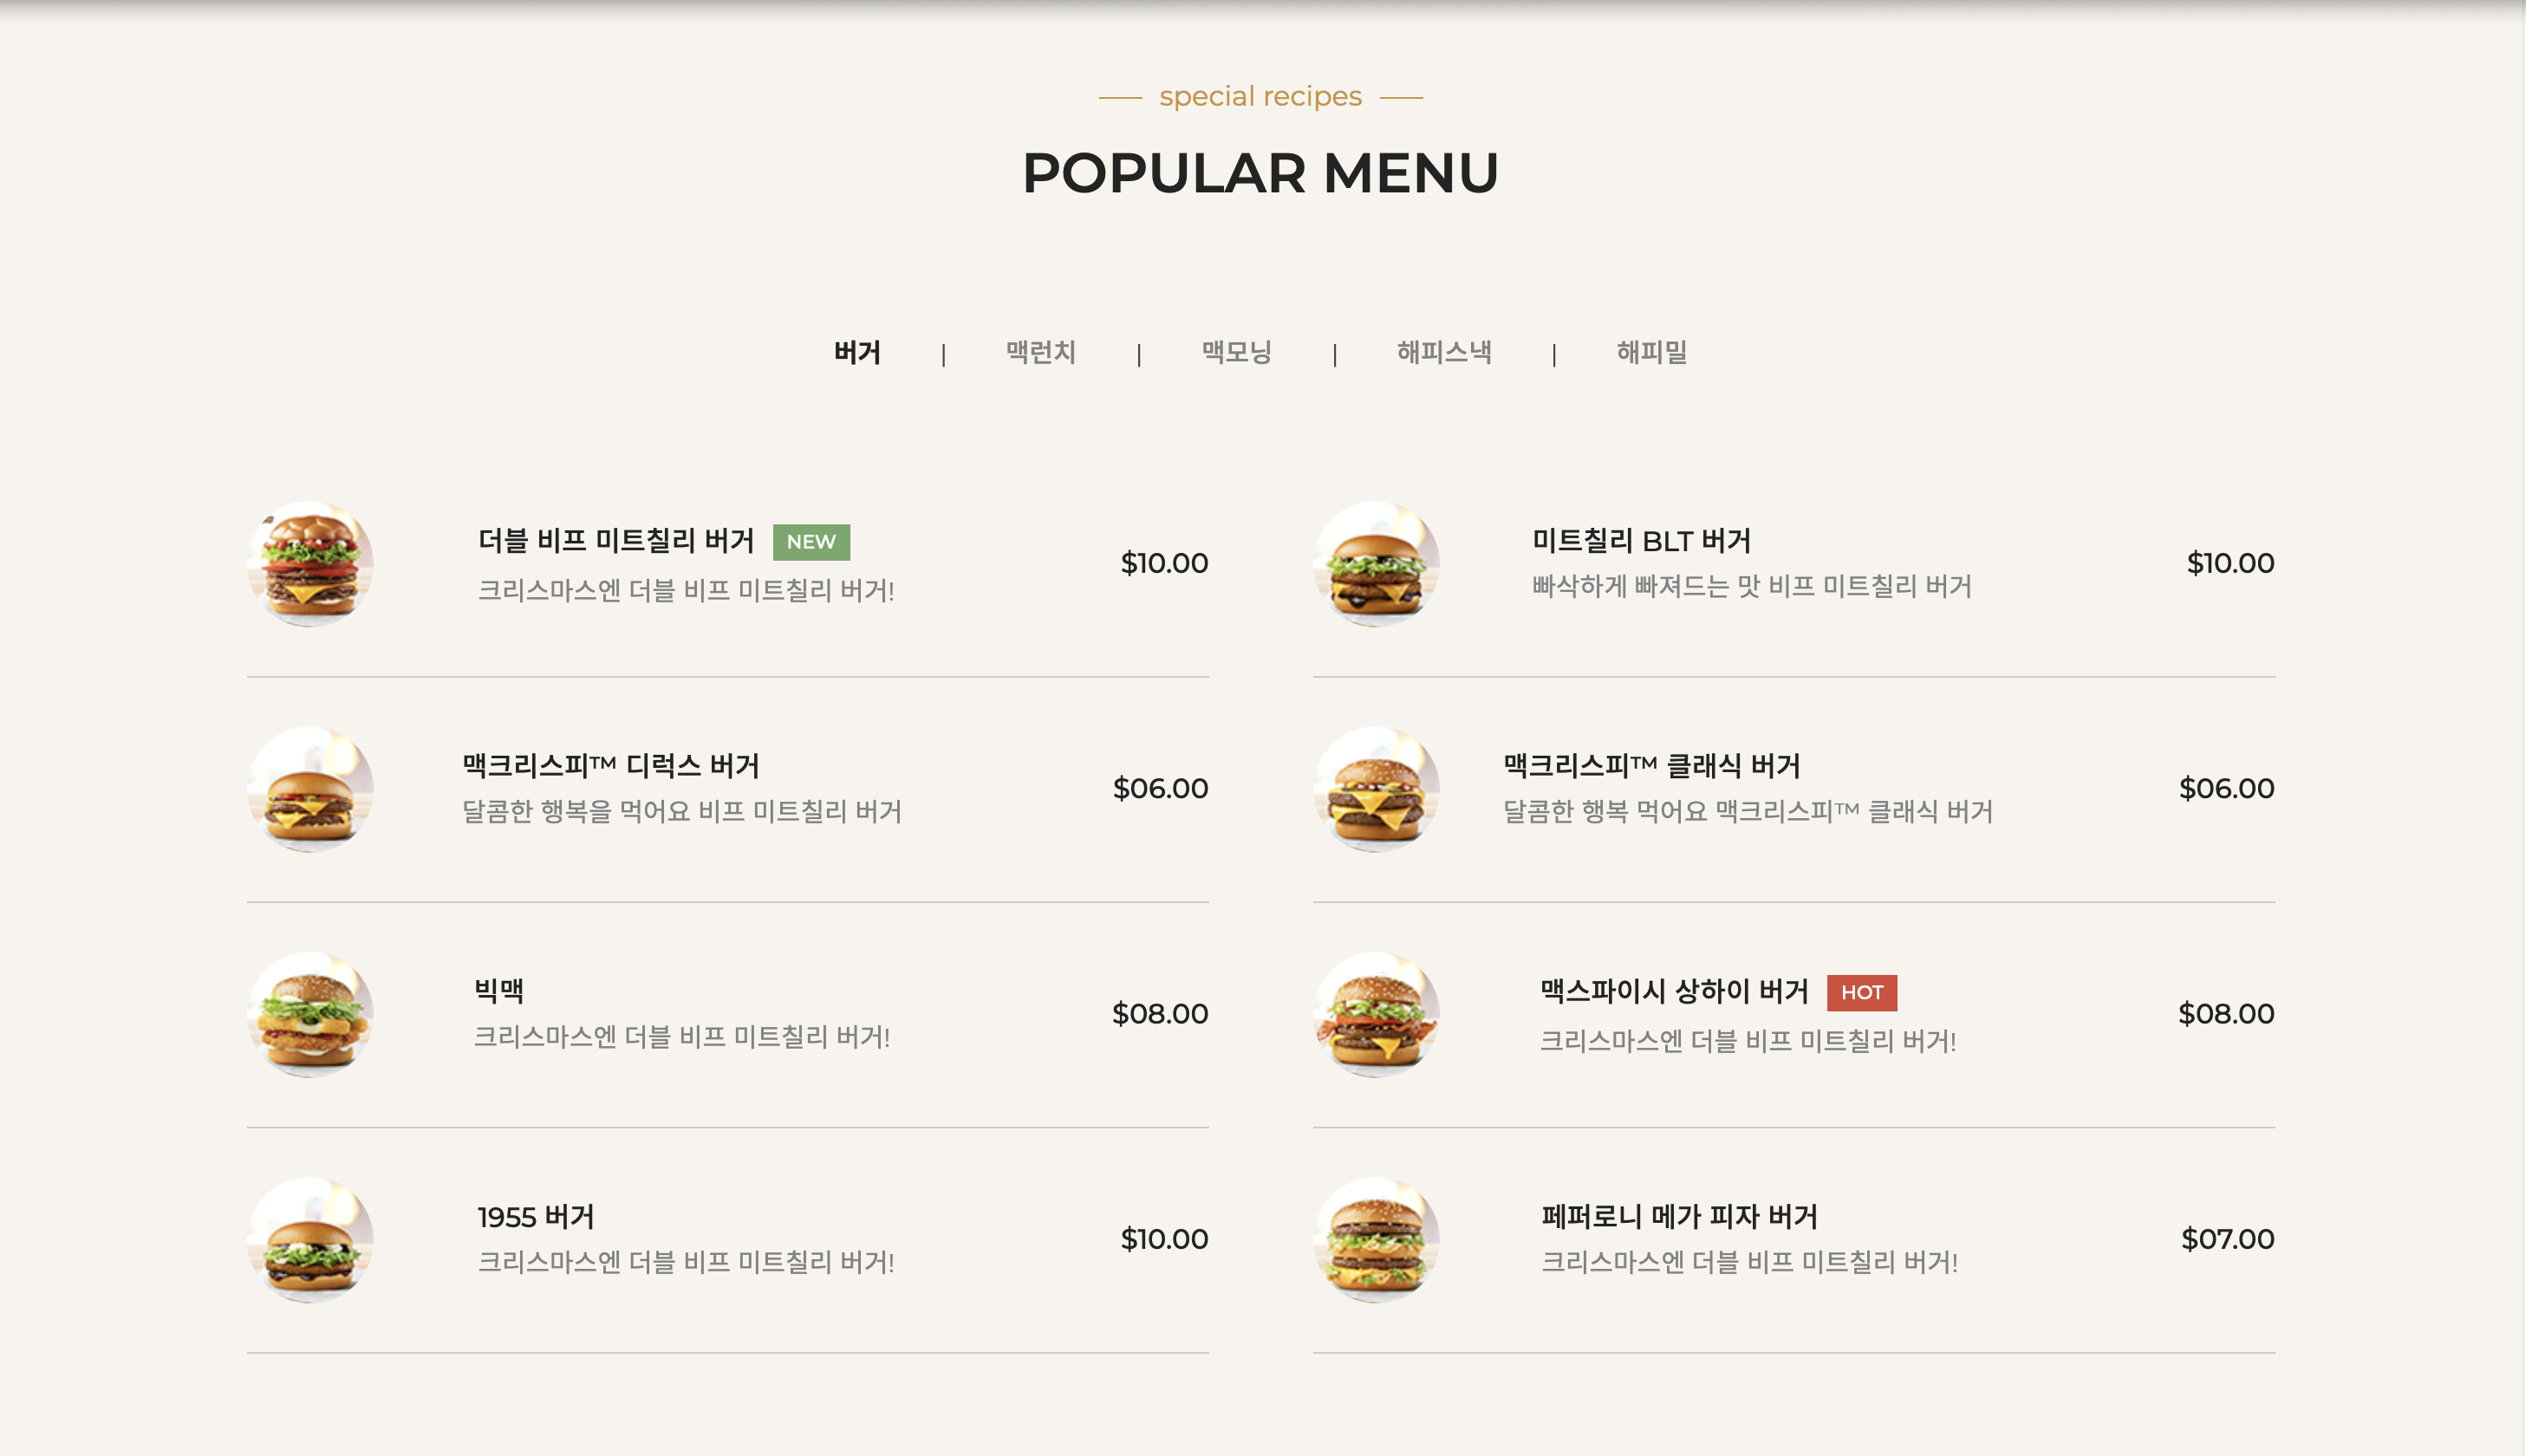 special recipes
POPULAR MENU
버거 | 맥런치 | 맥모닝 | 해피스낵 | 해피밀
더블 비프 미트칠리 버거 NEW
크리스마스엔 더블 비프 미트칠리 버거!
$10.00
미트칠리 BLT 버거
빠삭하게 빠져드는 맛 비프 미트칠리 버거
$10.00
맥크리스피™ 디럭스 버거
달콤한 행복을 먹어요 비프 미트칠리 버거
$06.00
맥크리스피™ 클래식 버거
달콤한 행복 먹어요 맥크리스피™ 클래식 버거
$06.00
빅맥
크리스마스엔 더블 비프 미트칠리 버거!
$08.00
맥스파이시 상하이 버거 HOT
크리스마스엔 더블 비프 미트칠리 버거!
$08.00
1955 버거
크리스마스엔 더블 비프 미트칠리 버거!
$10.00
페퍼로니 메가 피자 버거
크리스마스엔 더블 비프 미트칠리 버거!
$07.00